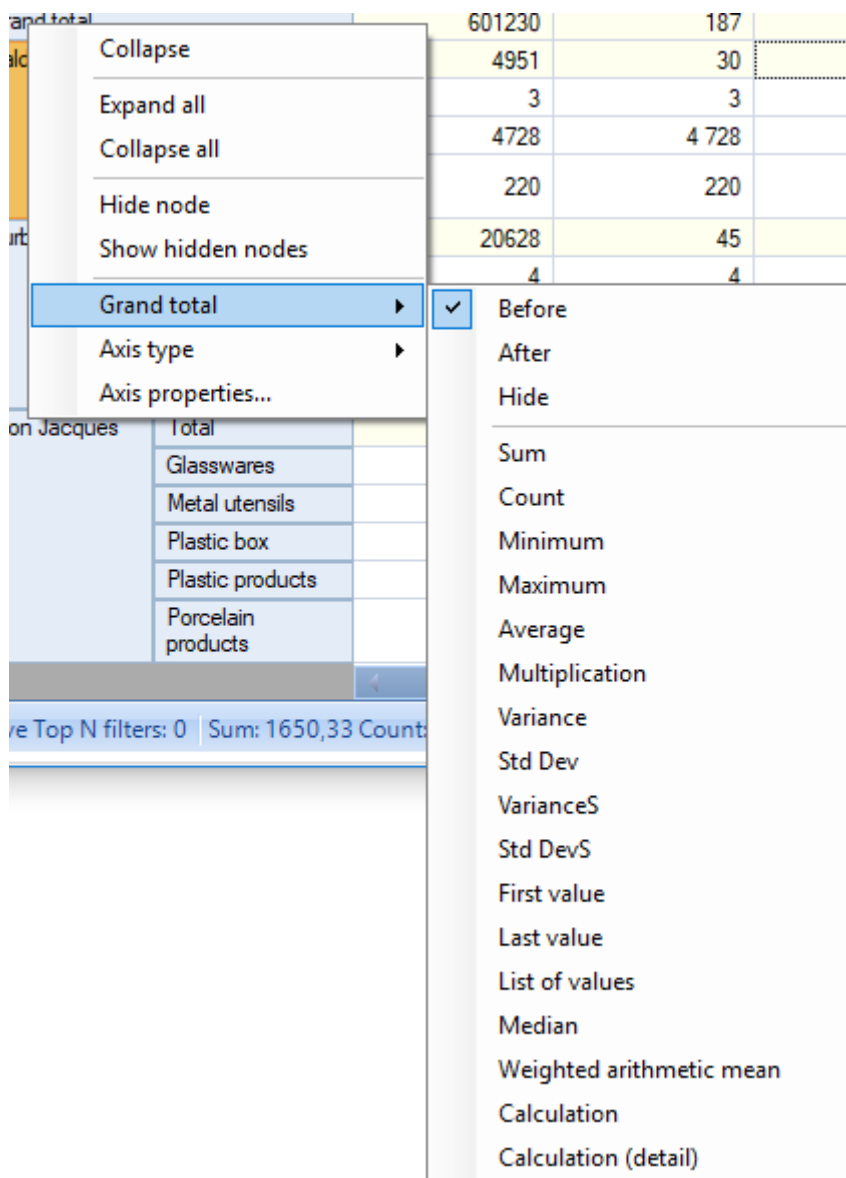 total 601230 187
Collapse 4951 30
Expand all 3 3
Collapse all 4728 4 728
Hide node 220 220
Show hidden nodes 20628 45
4 4
Grand total ✓ Before
Axis type After
Axis properties... Hide
Jacques Total
Sum
Glasswares
Count
Metal utensils
Minimum
Plastic box
Maximum
Plastic products
Average
Porcelain
products
Multiplication
Top N filters: 0 Sum: 1650,33 Count:
Variance
Std Dev
VarianceS
Std DevS
First value
Last value
List of values
Median
Weighted arithmetic mean
Calculation
Calculation (detail)